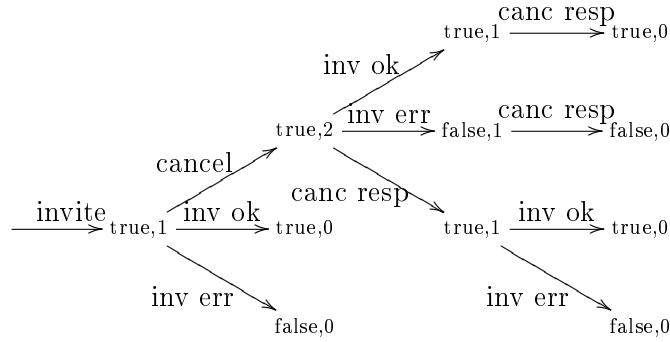 canc resp
true,1 true,0
inv ok
inv err canc resp
true,2 false,1 false,0
cancel
canc resp
invite inv ok inv ok
true,1 true,0 true,1 true,0
inv err inv err
false,0 false,0